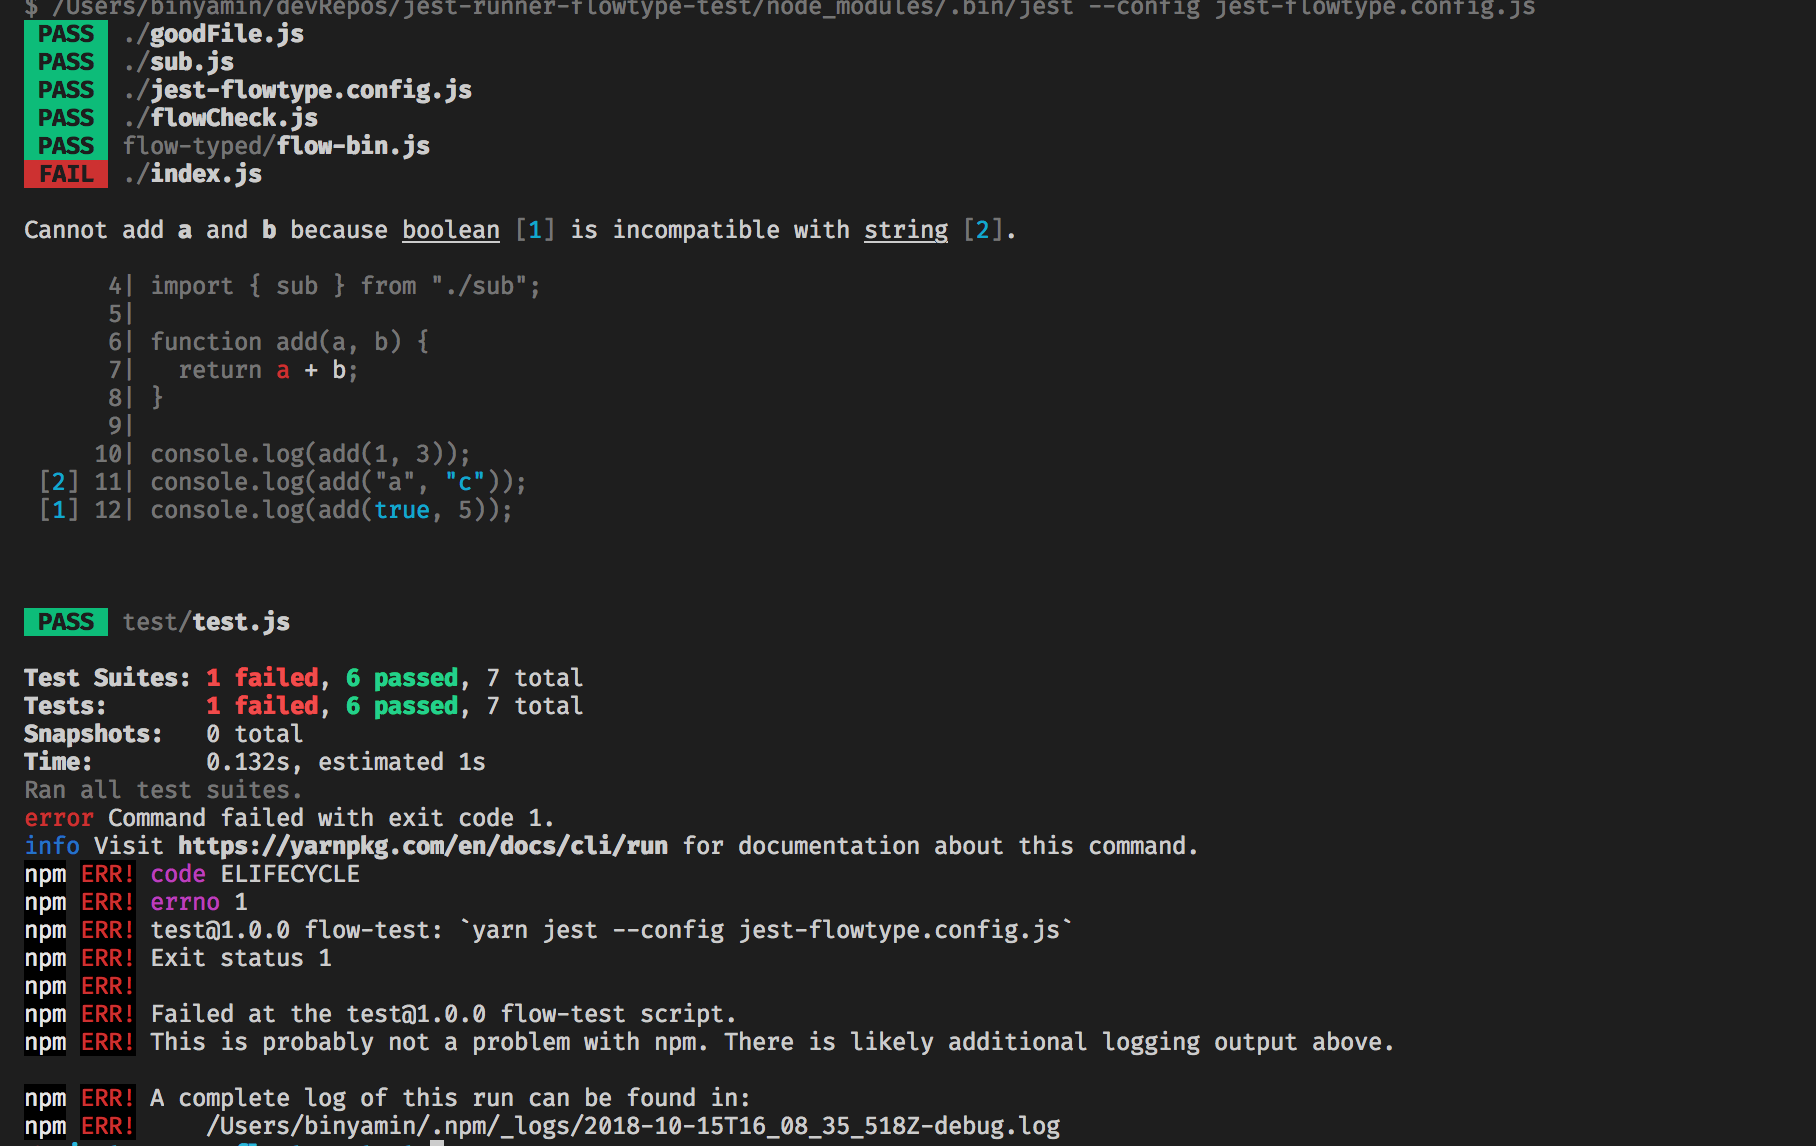 $ /Users/binyamin/devRepos/jest-runner-flowtype-test/node_modules/.bin/jest --config jest-flowtype.config.js
PASS ./goodFile.js
PASS ./sub.js
PASS ./jest-flowtype.config.js
PASS ./flowCheck.js
PASS flow-typed/flow-bin.js
FAIL ./index.js
Cannot add a and b because boolean [1] is incompatible with string [2].
4| import { sub } from "./sub";
5|
6| function add(a, b) {
7|   return a + b;
8| }
9|
10| console.log(add(1, 3));
[2] 11| console.log(add("a", "c"));
[1] 12| console.log(add(true, 5));
PASS test/test.js
Test Suites: 1 failed, 6 passed, 7 total
Tests:       1 failed, 6 passed, 7 total
Snapshots:   0 total
Time:        0.132s, estimated 1s
Ran all test suites.
error Command failed with exit code 1.
info Visit https://yarnpkg.com/en/docs/cli/run for documentation about this command.
npm ERR! code ELIFECYCLE
npm ERR! errno 1
npm ERR! test@1.0.0 flow-test: `yarn jest --config jest-flowtype.config.js`
npm ERR! Exit status 1
npm ERR!
npm ERR! Failed at the test@1.0.0 flow-test script.
npm ERR! This is probably not a problem with npm. There is likely additional logging output above.
npm ERR! A complete log of this run can be found in:
npm ERR!     /Users/binyamin/.npm/_logs/2018-10-15T16_08_35_518Z-debug.log